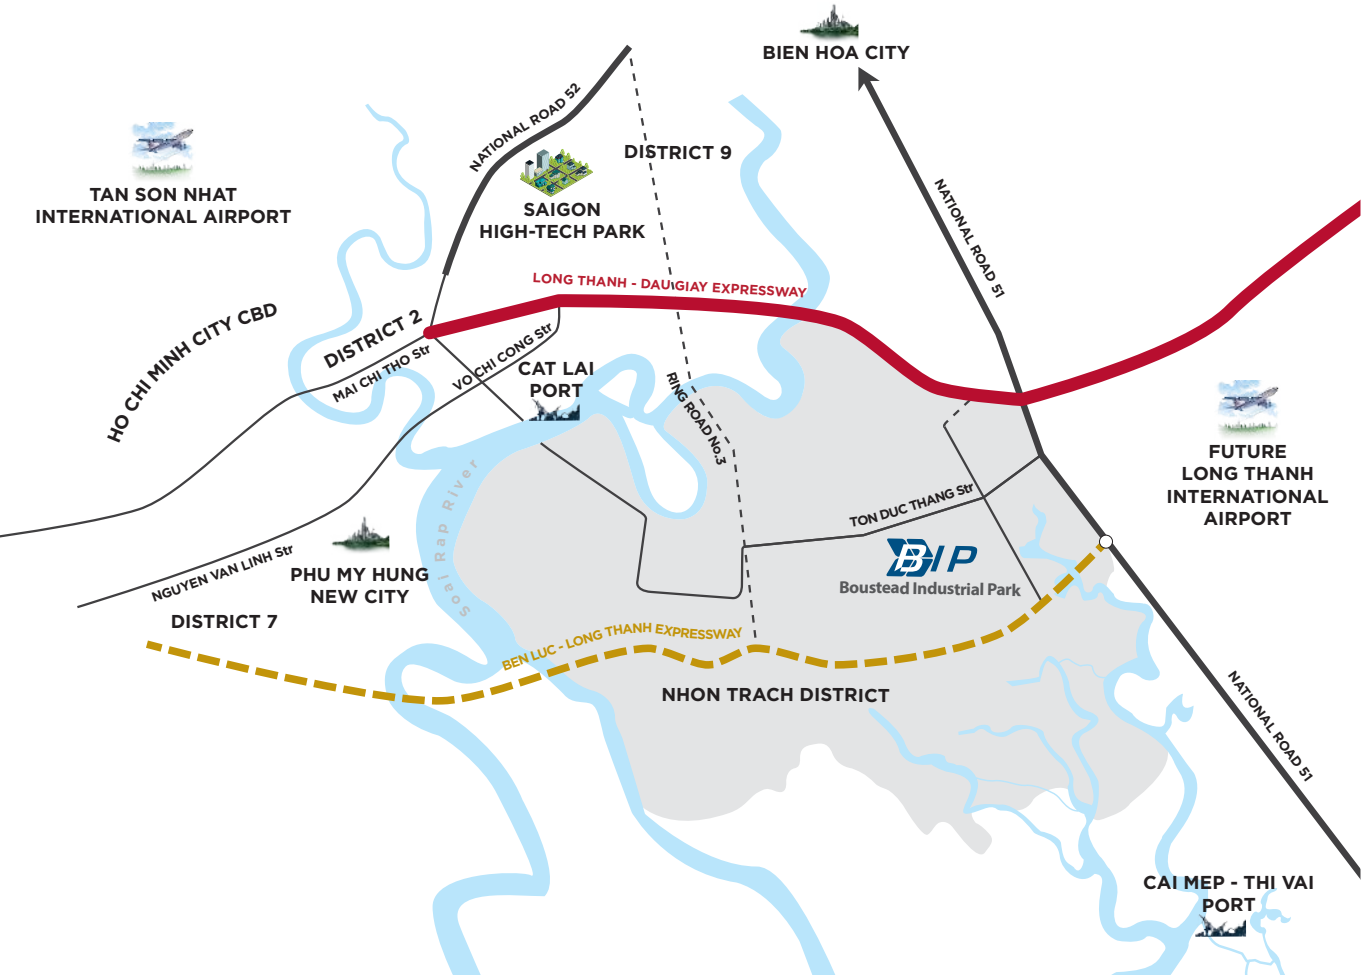 BIEN HOA CITY
NATIONAL ROAD 52
DISTRICT 9
TAN SON NHAT
INTERNATIONAL AIRPORT
SAIGON
HIGH-TECH PARK
NATIONAL ROAD 51
LONG THANH - DAU GIAY EXPRESSWAY
HO CHI MINH CITY CBD
DISTRICT 2
MAI CHI THO Str
VO CHI CONG Str
CAT LAI
PORT
RING ROAD No.3
FUTURE
LONG THANH
INTERNATIONAL
AIRPORT
Soai Rap River
TON DUC THANG Str
BIP
Boustead Industrial Park
NGUYEN VAN LINH Str
PHU MY HUNG
NEW CITY
DISTRICT 7
BEN LUC - LONG THANH EXPRESSWAY
NHON TRACH DISTRICT
NATIONAL ROAD 51
CAI MEP - THI VAI
PORT